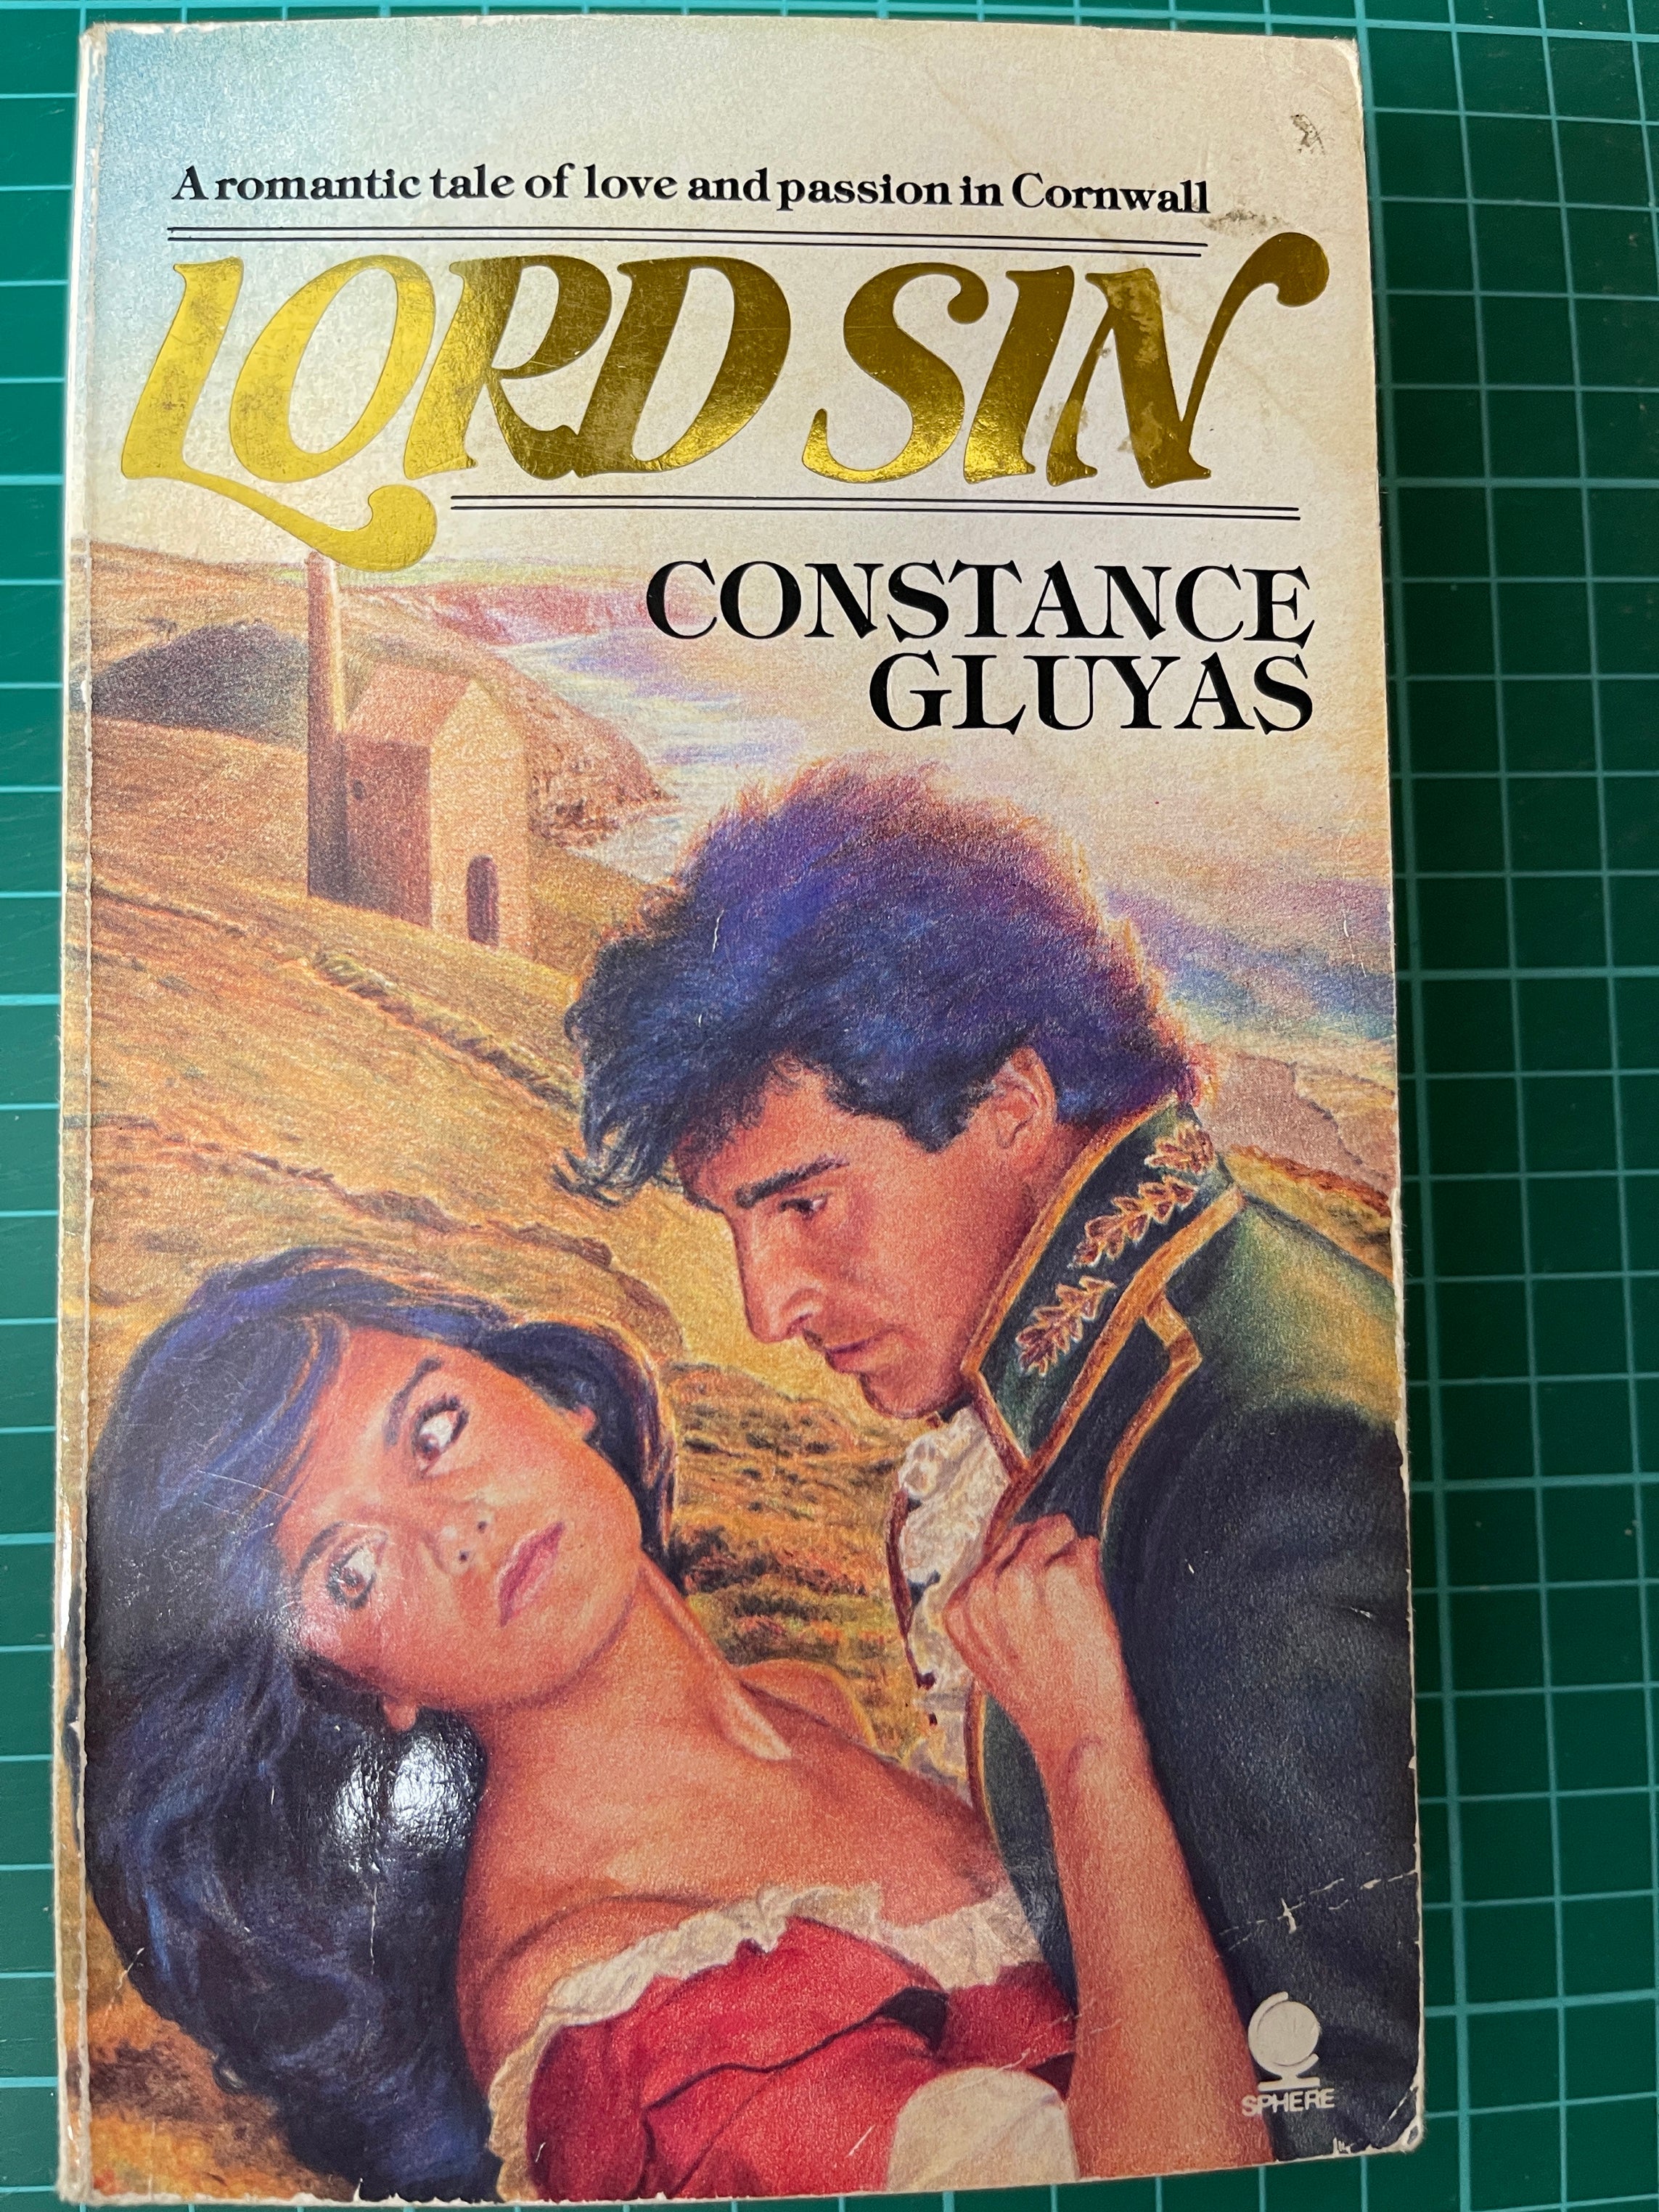 A romantic tale of love and passion in Cornwall
LORD SIN
CONSTANCE
GLUYAS
SPHERE